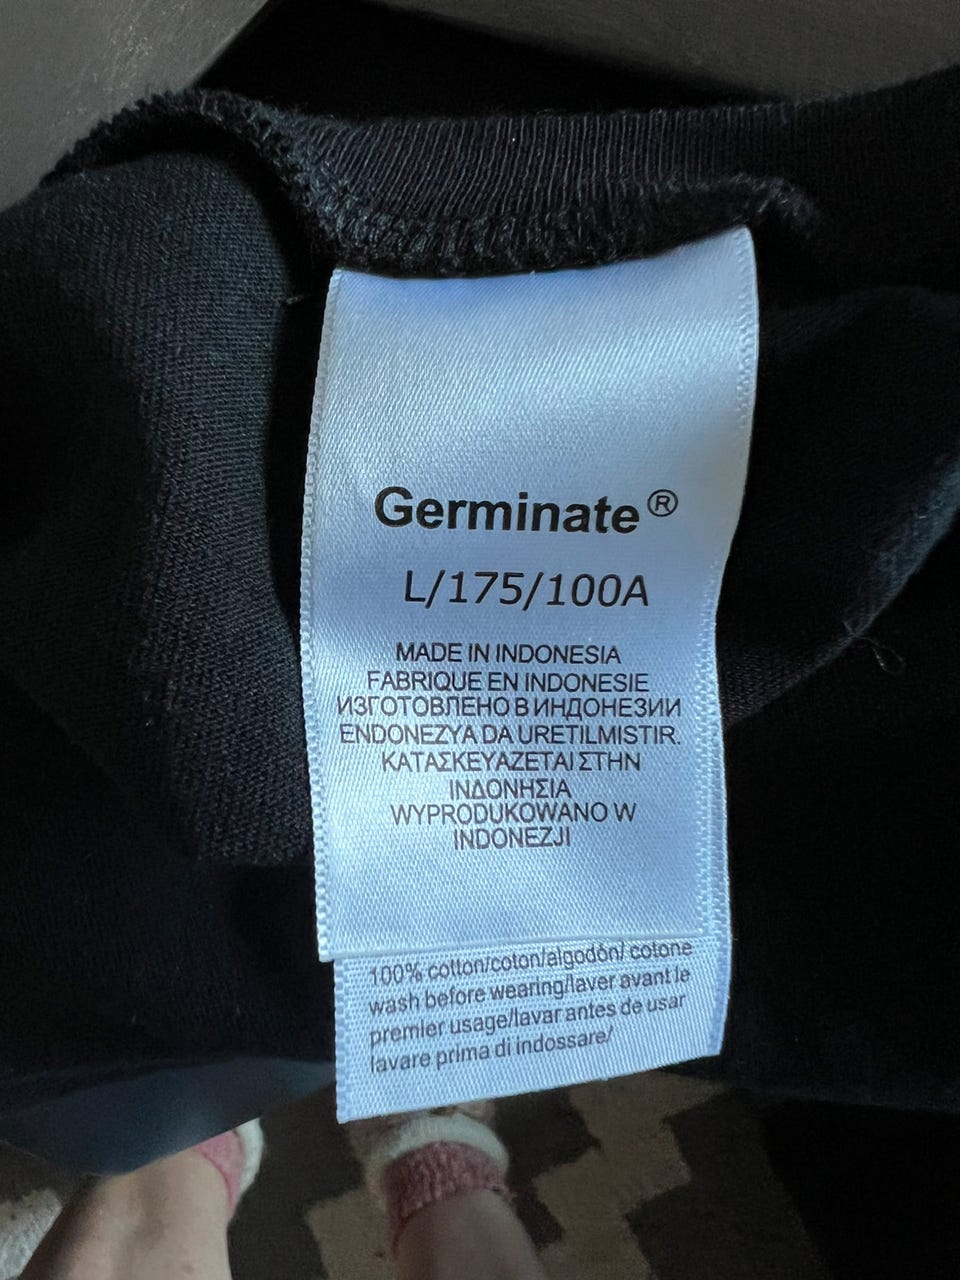 Germinate®
L/175/100A
MADE IN INDONESIA
FABRIQUE EN INDONESIE
ИЗГОТОВЛЕНО В ИНДОНЕЗИИ
ENDONEZYA DA URETILMISTIR.
ΚΑΤΑΣΚΕΥΑΖΕΤΑΙ ΣΤΗΝ
ΙΝΔΟΝΗΣΙΑ
WYPRODUKOWANO W
INDONEZJI
100% cotton/coton/algodón/ cotone
wash before wearing/laver avant le
premier usage/lavar antes de usar
lavare prima di indossare/